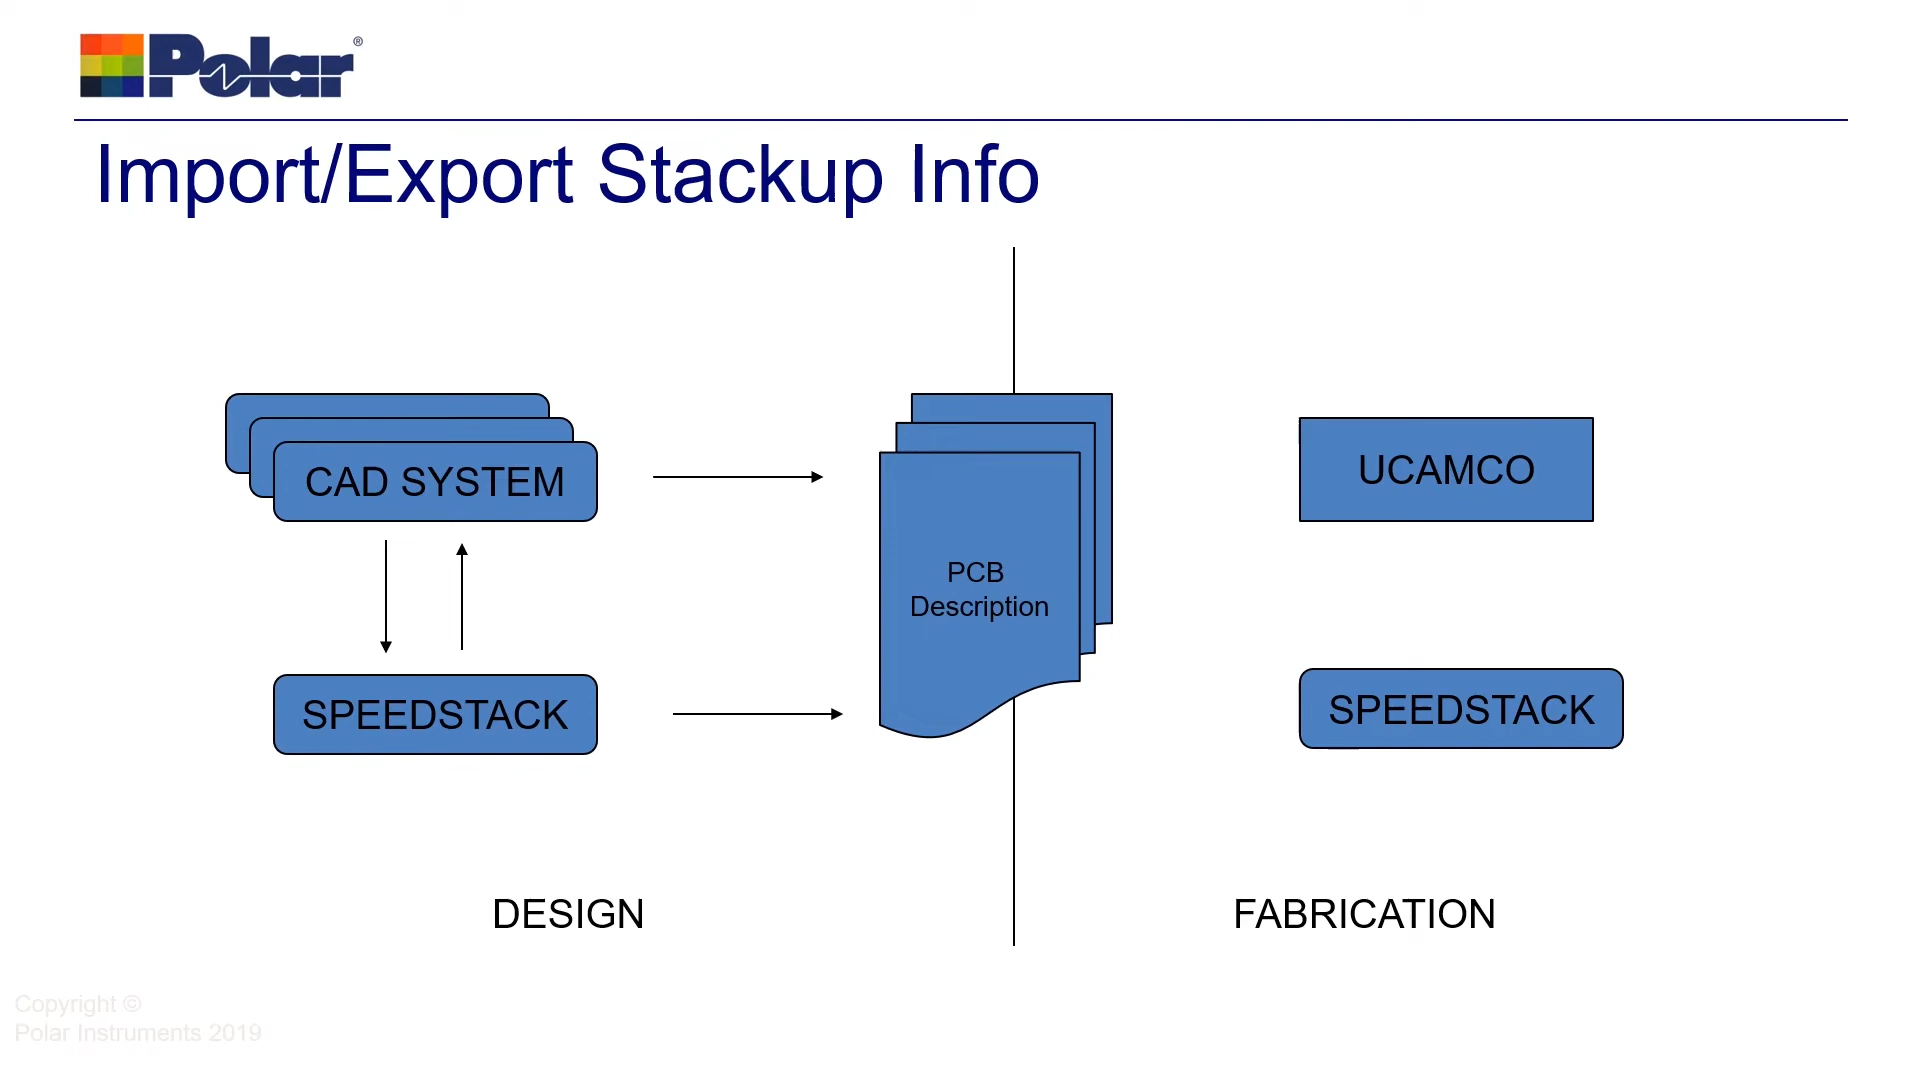 Polar®
Import/Export Stackup Info
CAD SYSTEM
UCAMCO
PCB
Description
SPEEDSTACK
SPEEDSTACK
DESIGN
FABRICATION
Copyright ©
Polar Instruments 2019